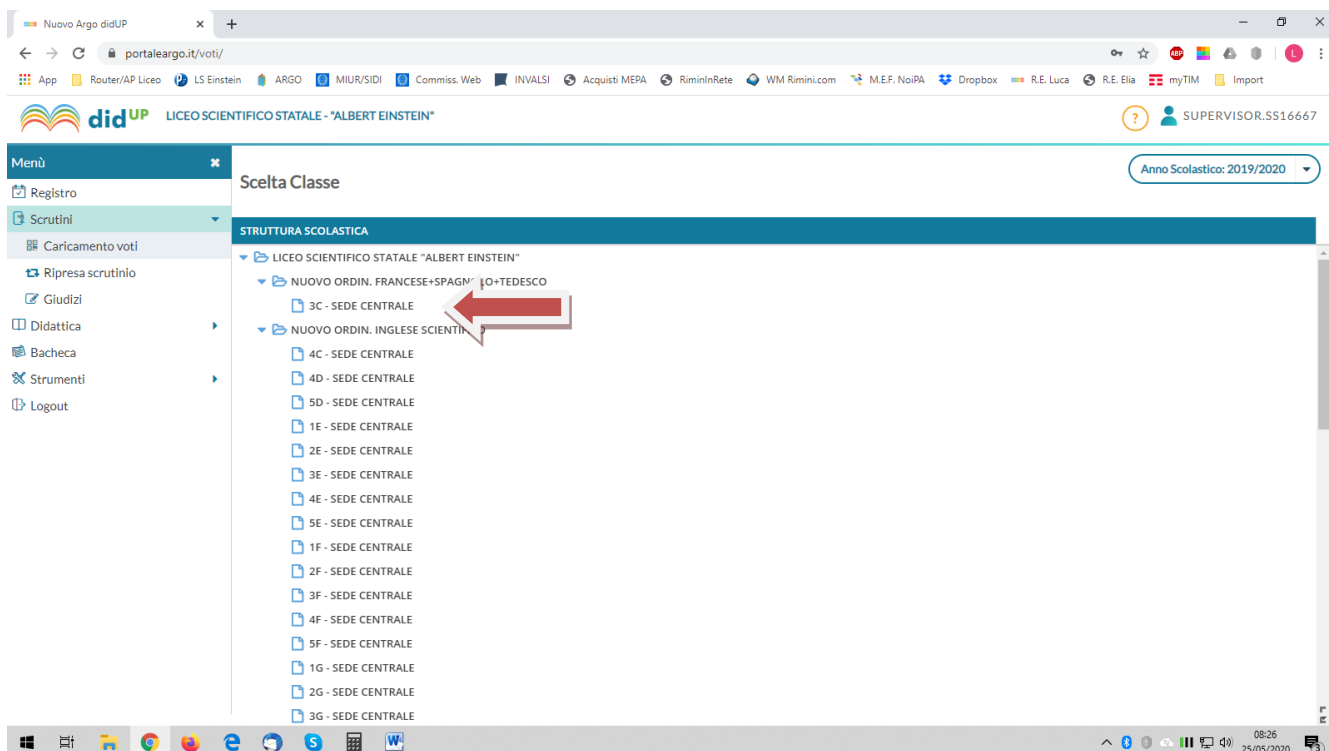 Nuovo Argo didUP
portaleargo.it/voti/
App Router/AP Liceo LS Einstein ARGO MIUR/SIDI Commiss. Web INVALSI Acquisti MEPA RiminInRete WM Rimini.com M.E.F. NoiPA Dropbox R.E. Luca R.E. Elia myTIM Import
didUP LICEO SCIENTIFICO STATALE - "ALBERT EINSTEIN" ? SUPERVISOR.SS16667
Menù
Registro
Scrutini
Caricamento voti
Ripresa scrutinio
Giudizi
Didattica
Bacheca
Strumenti
Logout
Scelta Classe
Anno Scolastico: 2019/2020
STRUTTURA SCOLASTICA
LICEO SCIENTIFICO STATALE "ALBERT EINSTEIN"
NUOVO ORDIN. FRANCESE+SPAGNOLO+TEDESCO
3C - SEDE CENTRALE
NUOVO ORDIN. INGLESE SCIENTIFICO
4C - SEDE CENTRALE
4D - SEDE CENTRALE
5D - SEDE CENTRALE
1E - SEDE CENTRALE
2E - SEDE CENTRALE
3E - SEDE CENTRALE
4E - SEDE CENTRALE
5E - SEDE CENTRALE
1F - SEDE CENTRALE
2F - SEDE CENTRALE
3F - SEDE CENTRALE
4F - SEDE CENTRALE
5F - SEDE CENTRALE
1G - SEDE CENTRALE
2G - SEDE CENTRALE
3G - SEDE CENTRALE
08:26
25/05/2020